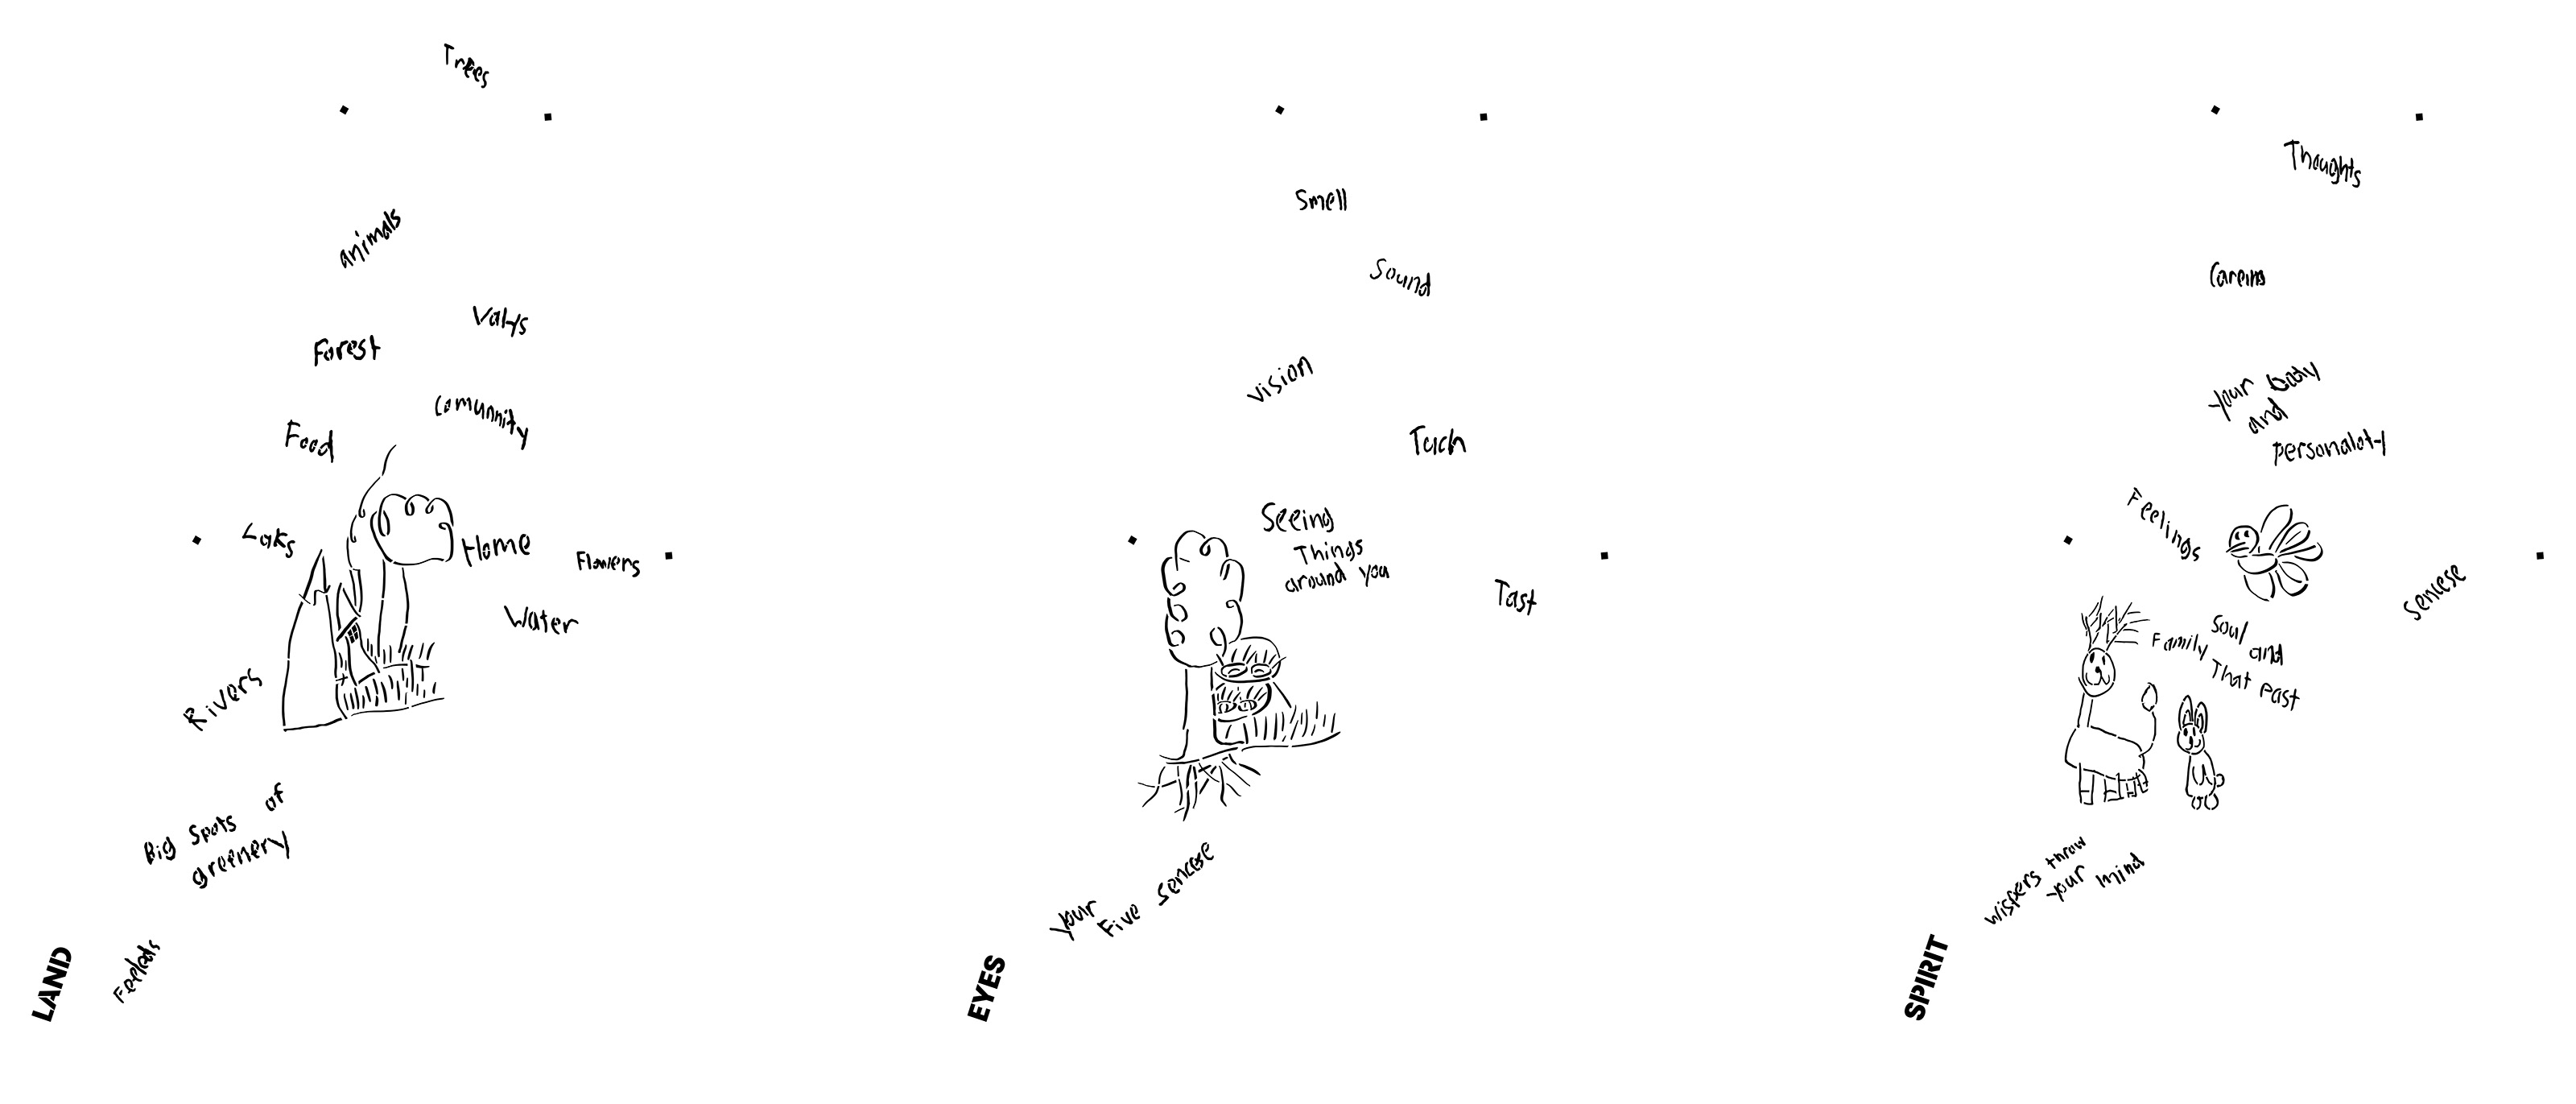 Trees
animals
Valys
Forest
Comunnity
Food
Laks
Home
Flowers
Water
Rivers
Big Spots of
greenery
LAND
Smell
Sound
Vision
Tuch
Seeing
Things
around you
Tast
Your
Five Sencese
EYES
Thoughts
your body
and
Personaloty
Feelings
Sencese
Soul and
Family That Past
wispers throw
your mind
SPIRIT